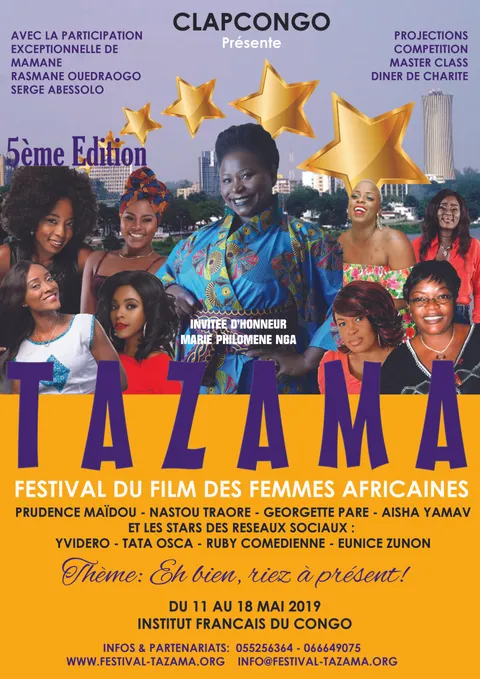 CLAPCONGO
Présente
AVEC LA PARTICIPATION
EXCEPTIONNELLE DE
MAMANE
RASMANE OUEDRAOGO
SERGE ABESSOLO
PROJECTIONS
COMPETITION
MASTER CLASS
DINER DE CHARITE
5ème Edition
INVITEE D'HONNEUR
MARIE PHILOMENE NGA
TAZAMA
FESTIVAL DU FILM DES FEMMES AFRICAINES
PRUDENCE MAÏDOU - NASTOU TRAORE - GEORGETTE PARE - AISHA YAMAV
ET LES STARS DES RESEAUX SOCIAUX :
YVIDERO - TATA OSCA - RUBY COMEDIENNE - EUNICE ZUNON
Thème: Eh bien, riez à présent!
DU 11 AU 18 MAI 2019
INSTITUT FRANCAIS DU CONGO
INFOS & PARTENARIATS: 055256364 - 066649075
WWW.FESTIVAL-TAZAMA.ORG INFO@FESTIVAL-TAZAMA.ORG